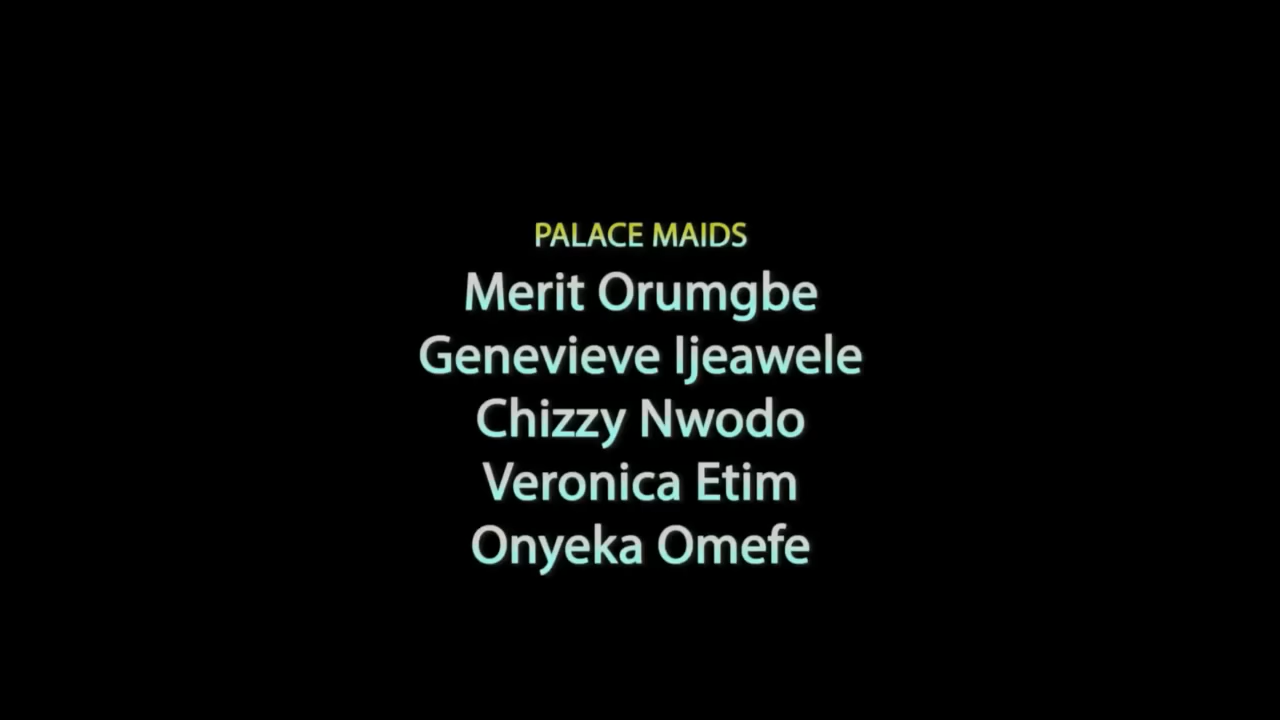 PALACE MAIDS
Merit Orumgbe
Genevieve Ijeawele
Chizzy Nwodo
Veronica Etim
Onyeka Omefe